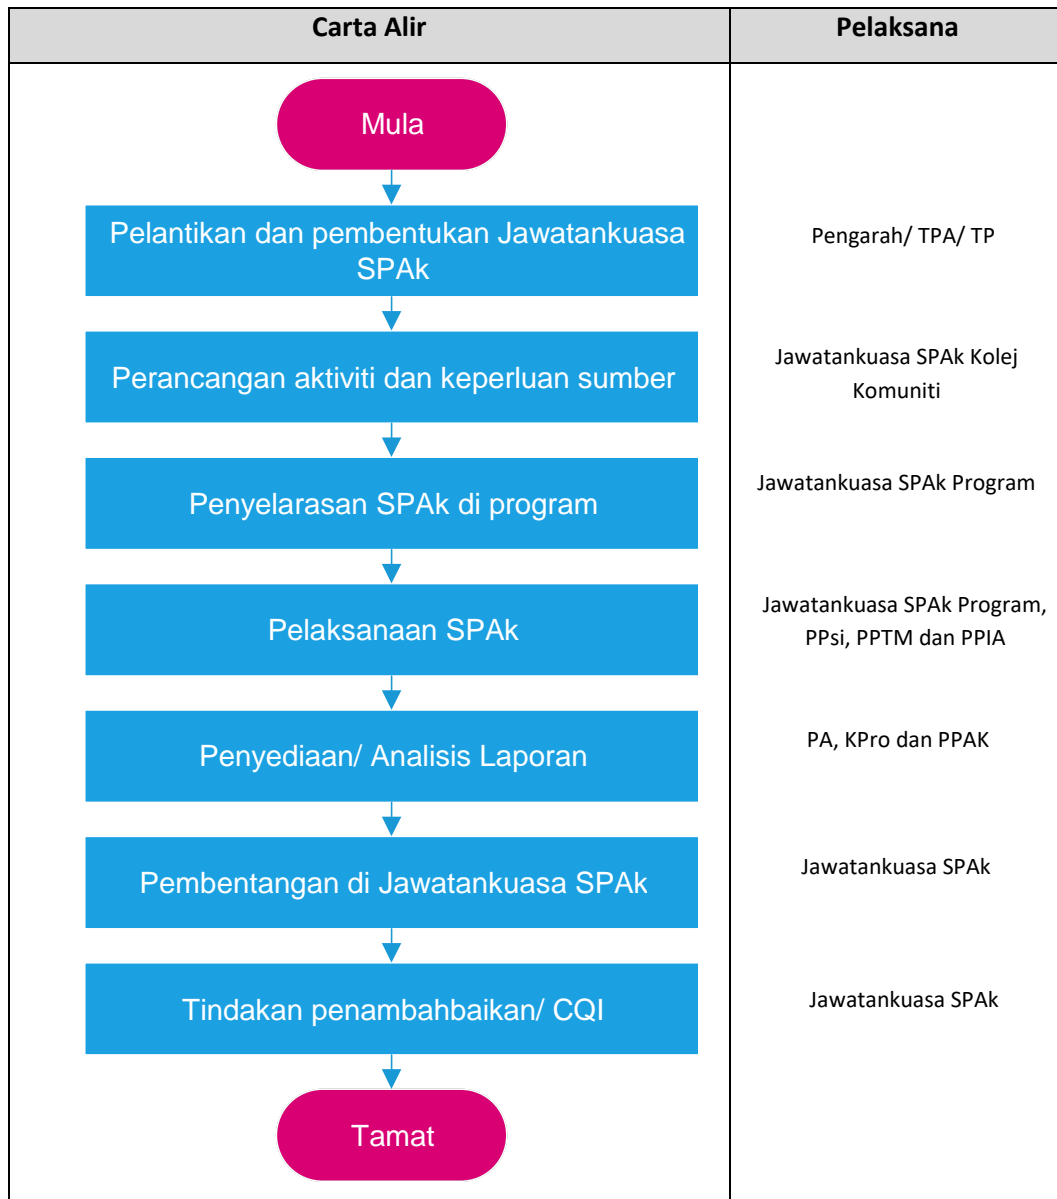 Carta Alir
Pelaksana
Mula
Pelantikan dan pembentukan Jawatankuasa
SPAk
Pengarah/ TPA/ TP
Perancangan aktiviti dan keperluan sumber
Jawatankuasa SPAk Kolej
Komuniti
Penyelarasan SPAk di program
Jawatankuasa SPAk Program
Pelaksanaan SPAk
Jawatankuasa SPAk Program,
PPsi, PPTM dan PPIA
Penyediaan/ Analisis Laporan
PA, KPro dan PPAK
Pembentangan di Jawatankuasa SPAk
Jawatankuasa SPAk
Tindakan penambahbaikan/ CQI
Jawatankuasa SPAk
Tamat